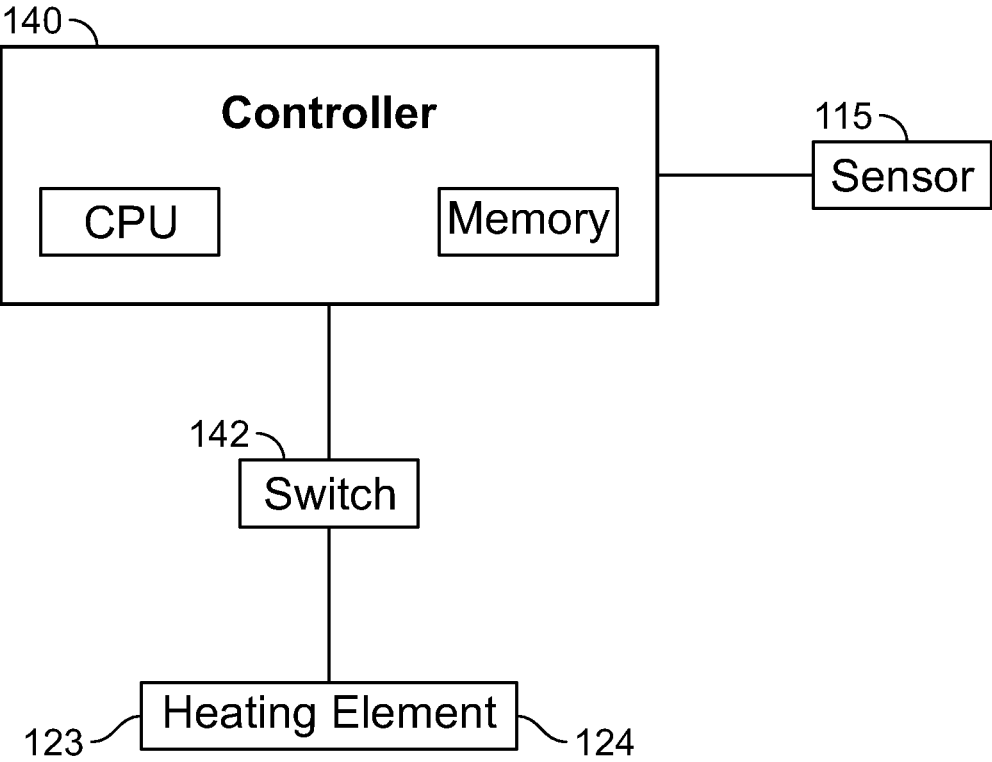 140
Controller
115
Sensor
CPU
Memory
142
Switch
Heating Element
123
124